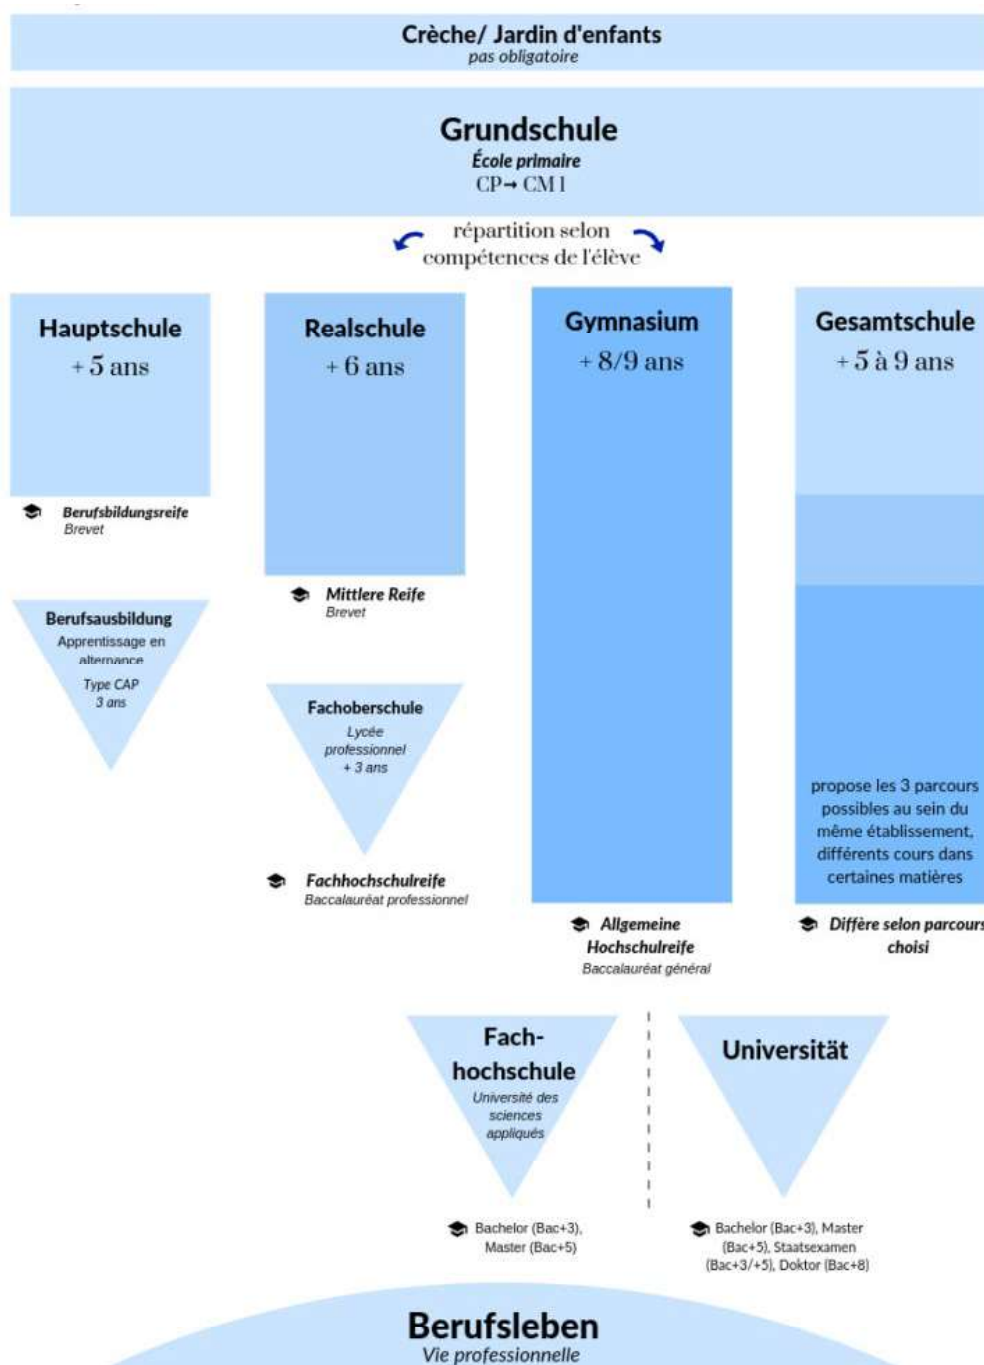 Crèche/ Jardin d'enfants
pas obligatoire
Grundschule
École primaire
CP→ CM1
répartition selon
compétences de l'élève
Hauptschule
+ 5 ans
Berufsbildungsreife
Brevet
Berufsausbildung
Apprentissage en
alternance
Type CAP
3 ans
Realschule
+ 6 ans
Mittlere Reife
Brevet
Fachoberschule
Lycée
professionnel
+ 3 ans
Fachhochschulreife
Baccalauréat professionnel
Gymnasium
+ 8/9 ans
Allgemeine
Hochschulreife
Baccalauréat général
Gesamtschule
+ 5 à 9 ans
propose les 3 parcours
possibles au sein du
même établissement,
différents cours dans
certaines matières
Diffère selon parcours
choisi
Fach-
hochschule
Université des
sciences
appliqués
Bachelor (Bac+3),
Master (Bac+5)
Universität
Bachelor (Bac+3), Master
(Bac+5), Staatsexamen
(Bac+3/+5), Doktor (Bac+8)
Berufsleben
Vie professionnelle